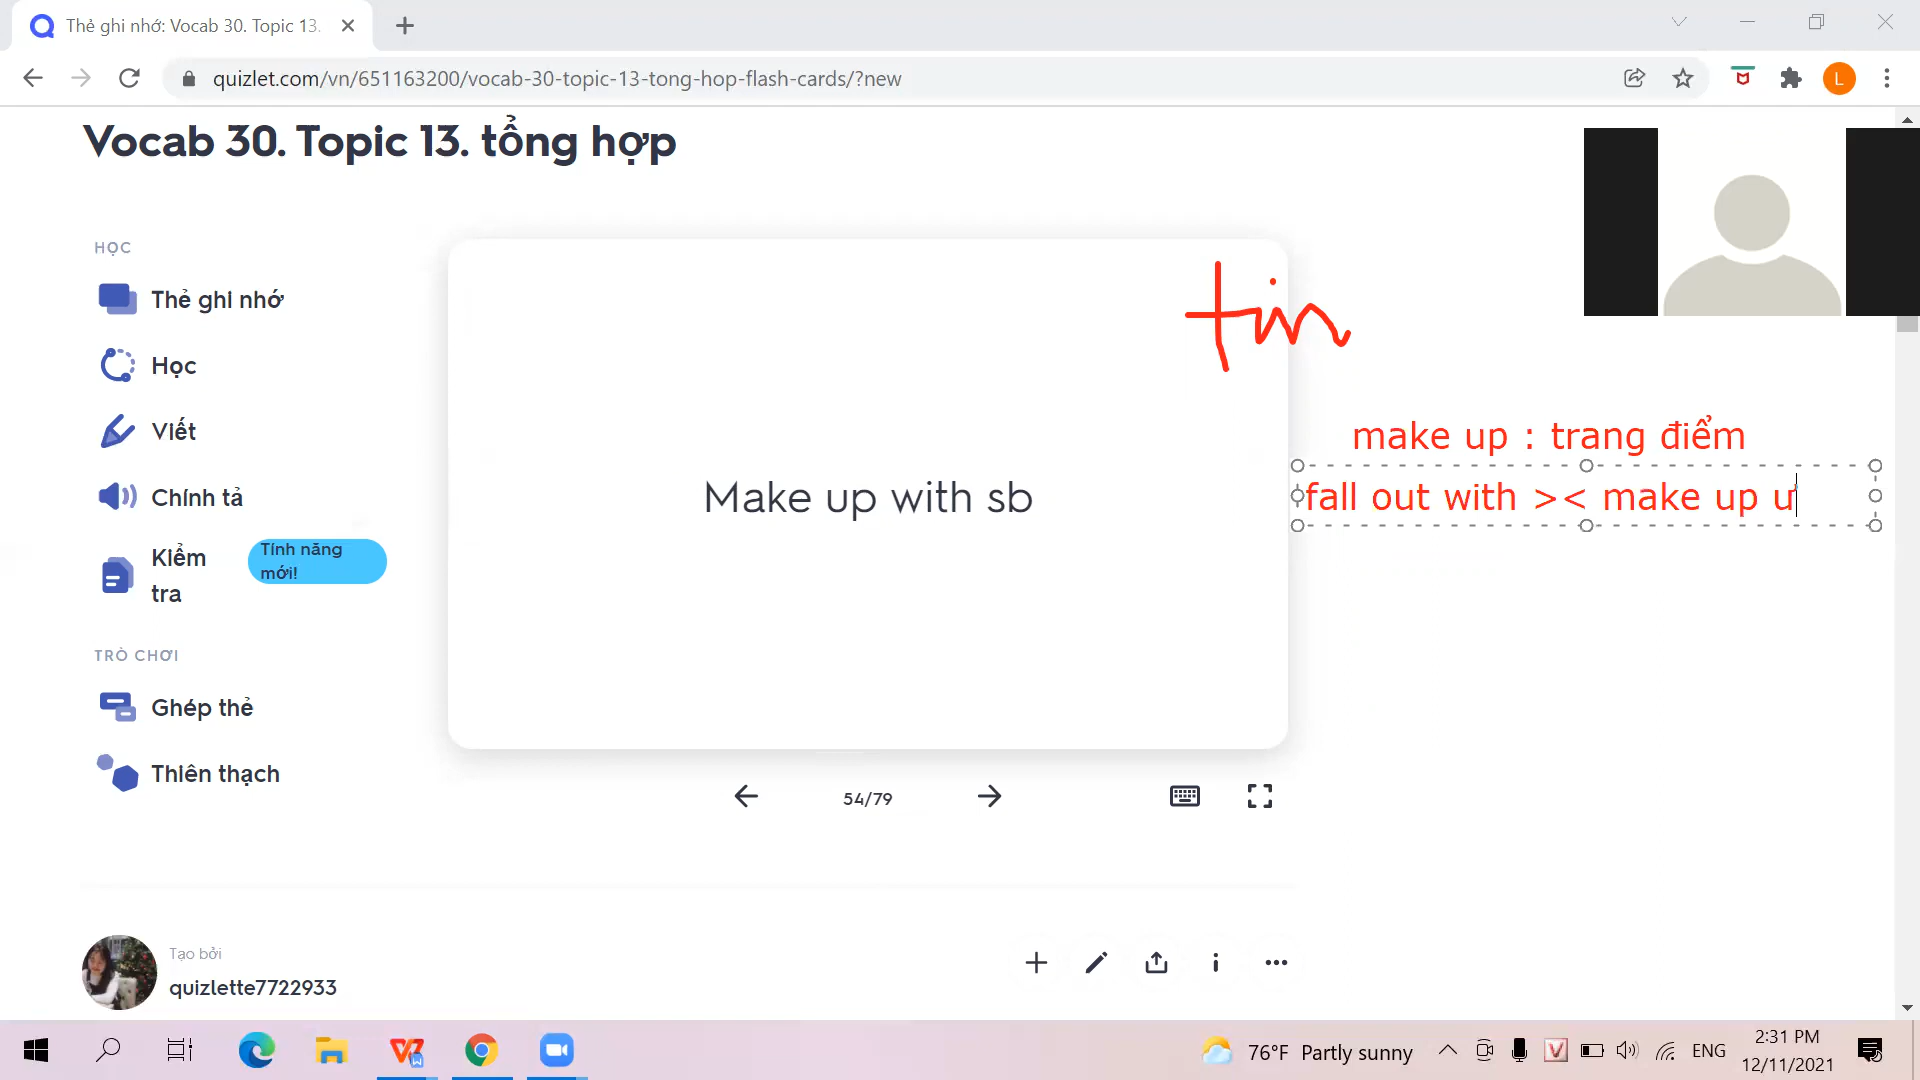 Thẻ ghi nhớ: Vocab 30. Topic 13.
quizlet.com/vn/651163200/vocab-30-topic-13-tong-hop-flash-cards/?new
L
Vocab 30. Topic 13. tổng hợp
HỌC
Thẻ ghi nhớ
Học
Viết
Chính tả
Kiểm tra
Tính năng mới!
TRÒ CHƠI
Ghép thẻ
Thiên thạch
tin
Make up with sb
make up : trang điểm
fall out with >< make up ư
54/79
Tạo bởi
quizlette7722933
76°F Partly sunny
ENG
2:31 PM
12/11/2021